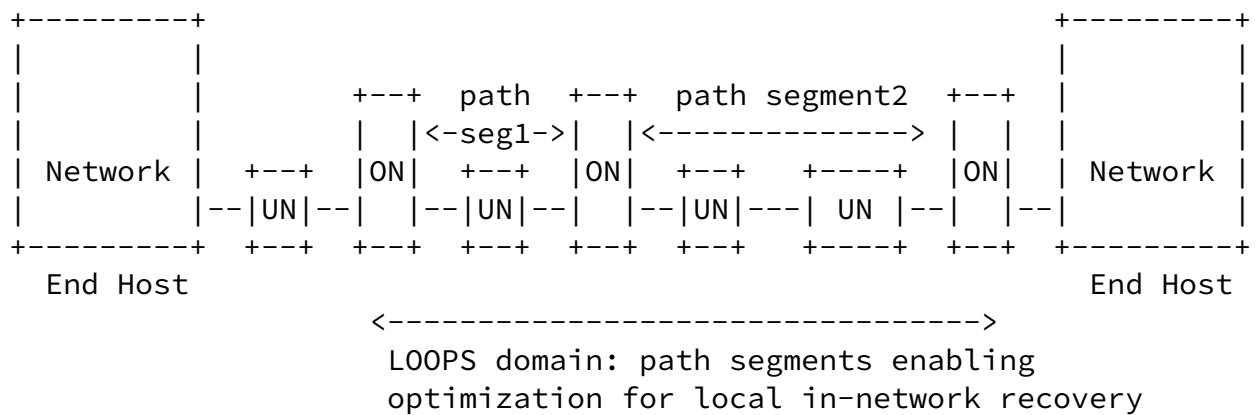 +---------+                                            +---------+
|         |                                            |         |
|         |        +--+  path  +--+  path segment2  +--+  |         |
|         |        |  |<-seg1->|  |<--------------> |  |  |         |
| Network |  +--+  |ON|  +--+  |ON|  +--+   +----+  |ON|  | Network |
|         |--|UN|--|  |--|UN|--|  |--|UN|---| UN |--|  |--|         |
+---------+  +--+  +--+  +--+  +--+  +--+   +----+  +--+  +---------+
End Host                                               End Host
<--------------------------------->
LOOPS domain: path segments enabling
optimization for local in-network recovery